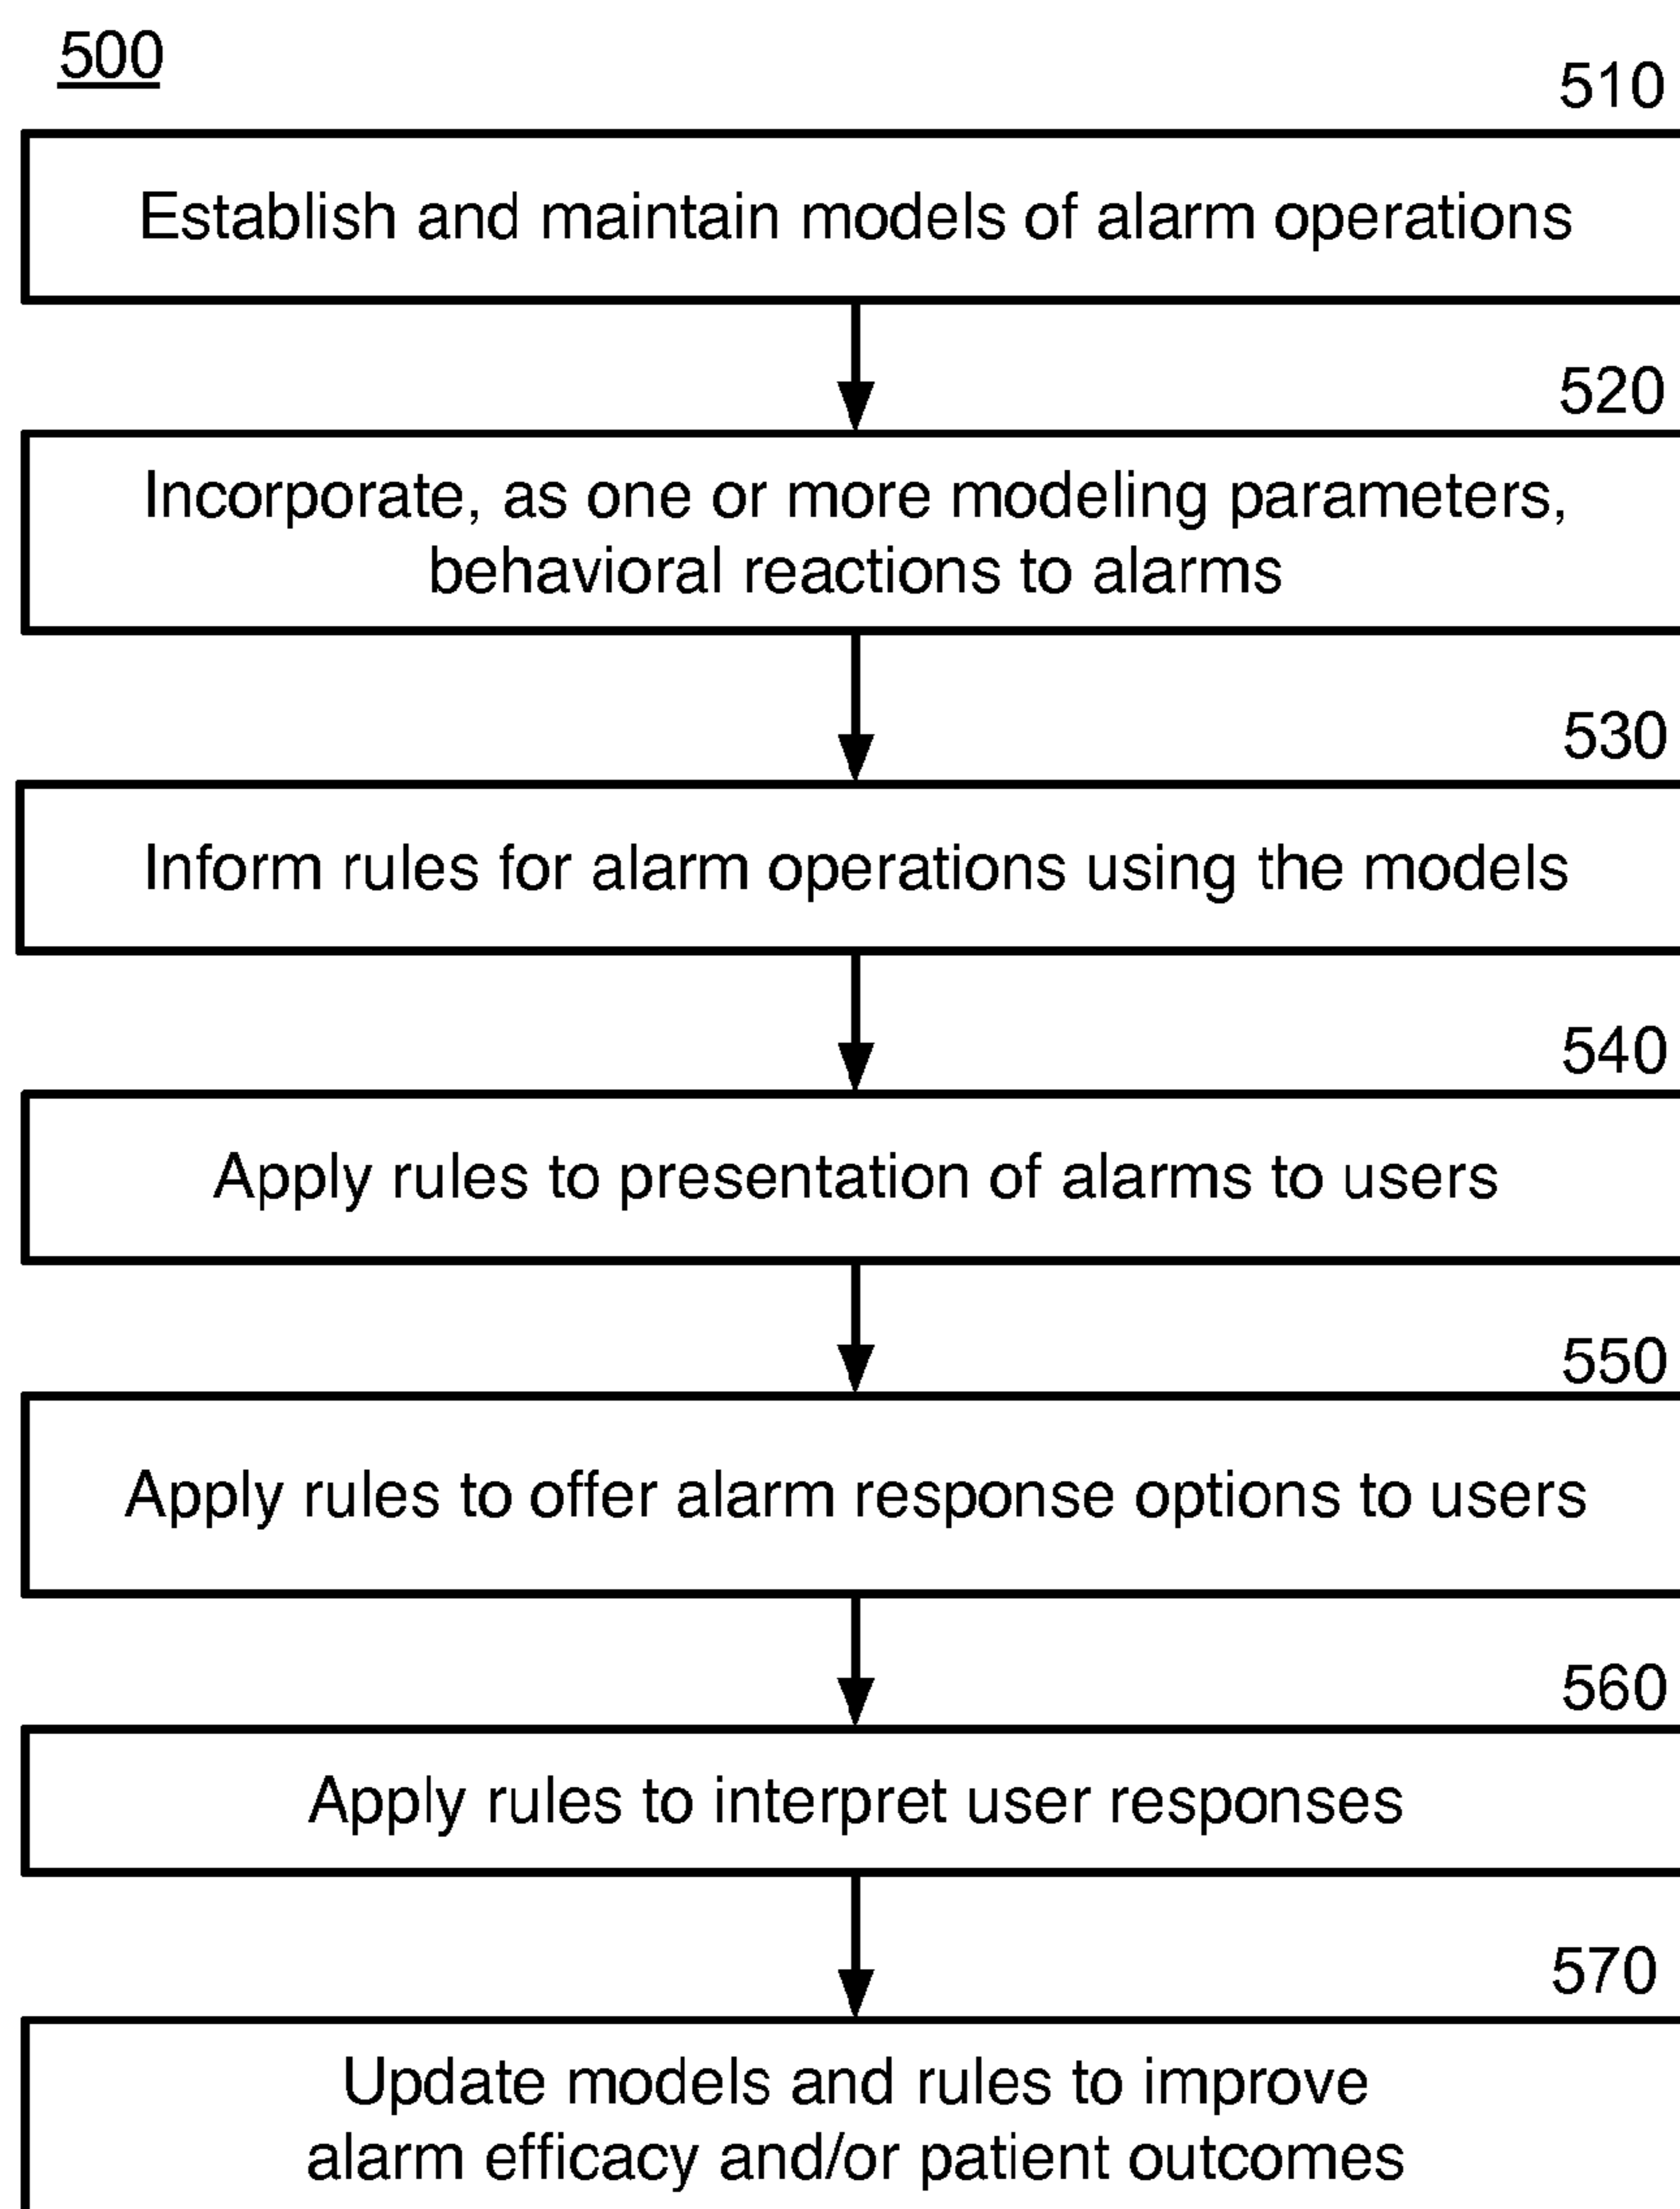 500
510
Establish and maintain models of alarm operations
520
Incorporate, as one or more modeling parameters,
behavioral reactions to alarms
530
Inform rules for alarm operations using the models
540
Apply rules to presentation of alarms to users
550
Apply rules to offer alarm response options to users
560
Apply rules to interpret user responses
570
Update models and rules to improve
alarm efficacy and/or patient outcomes